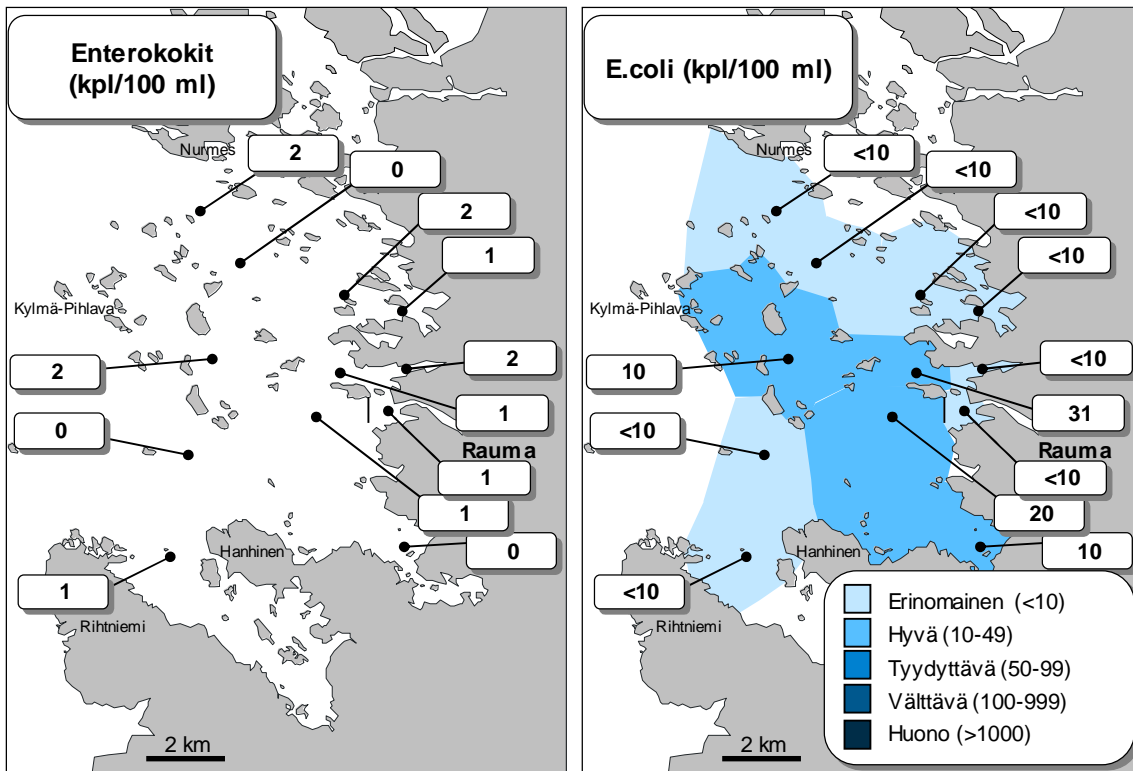 Enterokokit
(kpl/100 ml)
Nurmes
2
0
2
1
Kylmä-Pihlava
2
2
1
0
Rauma
1
1
Hanhinen
0
1
Rihtniemi
2 km
E.coli (kpl/100 ml)
Nurmes
<10
<10
<10
<10
Kylmä-Pihlava
10
<10
31
<10
Rauma
<10
20
Hanhinen
10
<10
Rihtniemi
Erinomainen (<10)
Hyvä (10-49)
Tyydyttävä (50-99)
Välttävä (100-999)
Huono (>1000)
2 km